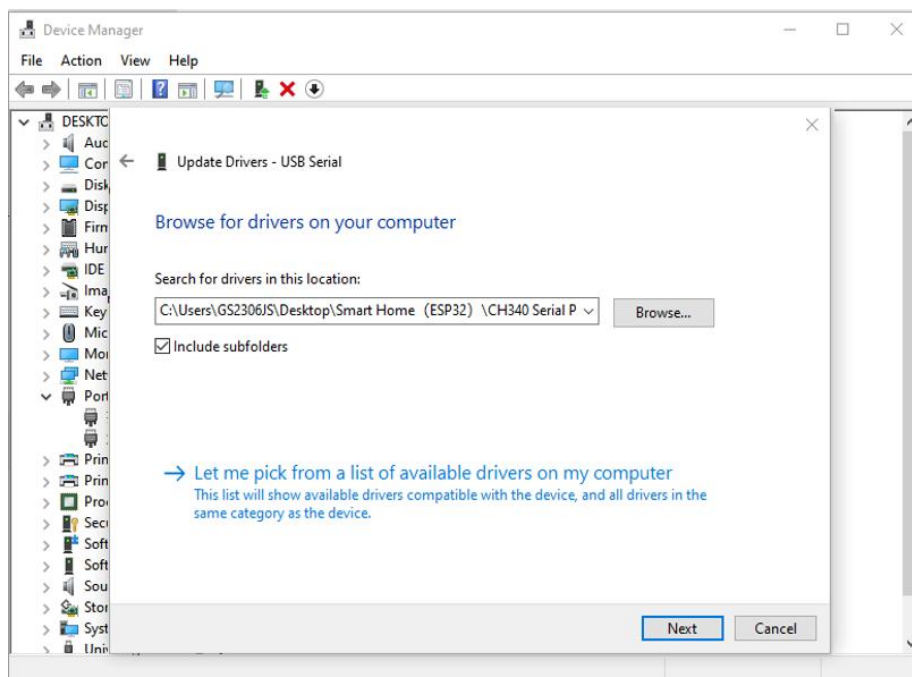 Device Manager
File Action View Help
DESKTO
Aud
Cor
Disk
Disp
Firm
Hur
IDE
Ima
Key
Mic
Mon
Net
Port
Prin
Prin
Pro
Secu
Soft
Soft
Sou
Stor
Syst
Univ
Update Drivers - USB Serial
Browse for drivers on your computer
Search for drivers in this location:
C:\Users\GS2306JS\Desktop\Smart Home（ESP32）\CH340 Serial P
Browse...
Include subfolders
Let me pick from a list of available drivers on my computer
This list will show available drivers compatible with the device, and all drivers in the
same category as the device.
Next Cancel